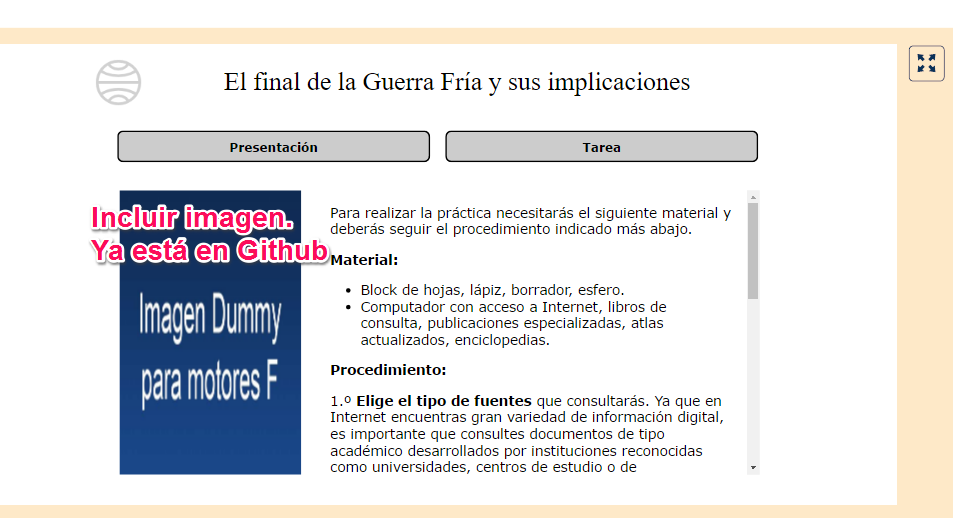 El final de la Guerra Fría y sus implicaciones
Presentación
Tarea
Incluir imagen.
Ya está en Github
Imagen Dummy
para motores F
Para realizar la práctica necesitarás el siguiente material y
deberás seguir el procedimiento indicado más abajo.
Material:
• Block de hojas, lápiz, borrador, esfero.
• Computador con acceso a Internet, libros de
consulta, publicaciones especializadas, atlas
actualizados, enciclopedias.
Procedimiento:
1.º Elige el tipo de fuentes que consultarás. Ya que en
Internet encuentras gran variedad de información digital,
es importante que consultes documentos de tipo
académico desarrollados por instituciones reconocidas
como universidades, centros de estudio o de